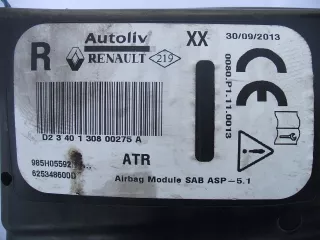 Autoliv
XX
30/09/2013
R
RENAULT
219
0080.P1.11.0013
CE
D2 3 40 1 308 00275 A
985H05592
ATR
625348600D
Airbag Module SAB ASP-5.1